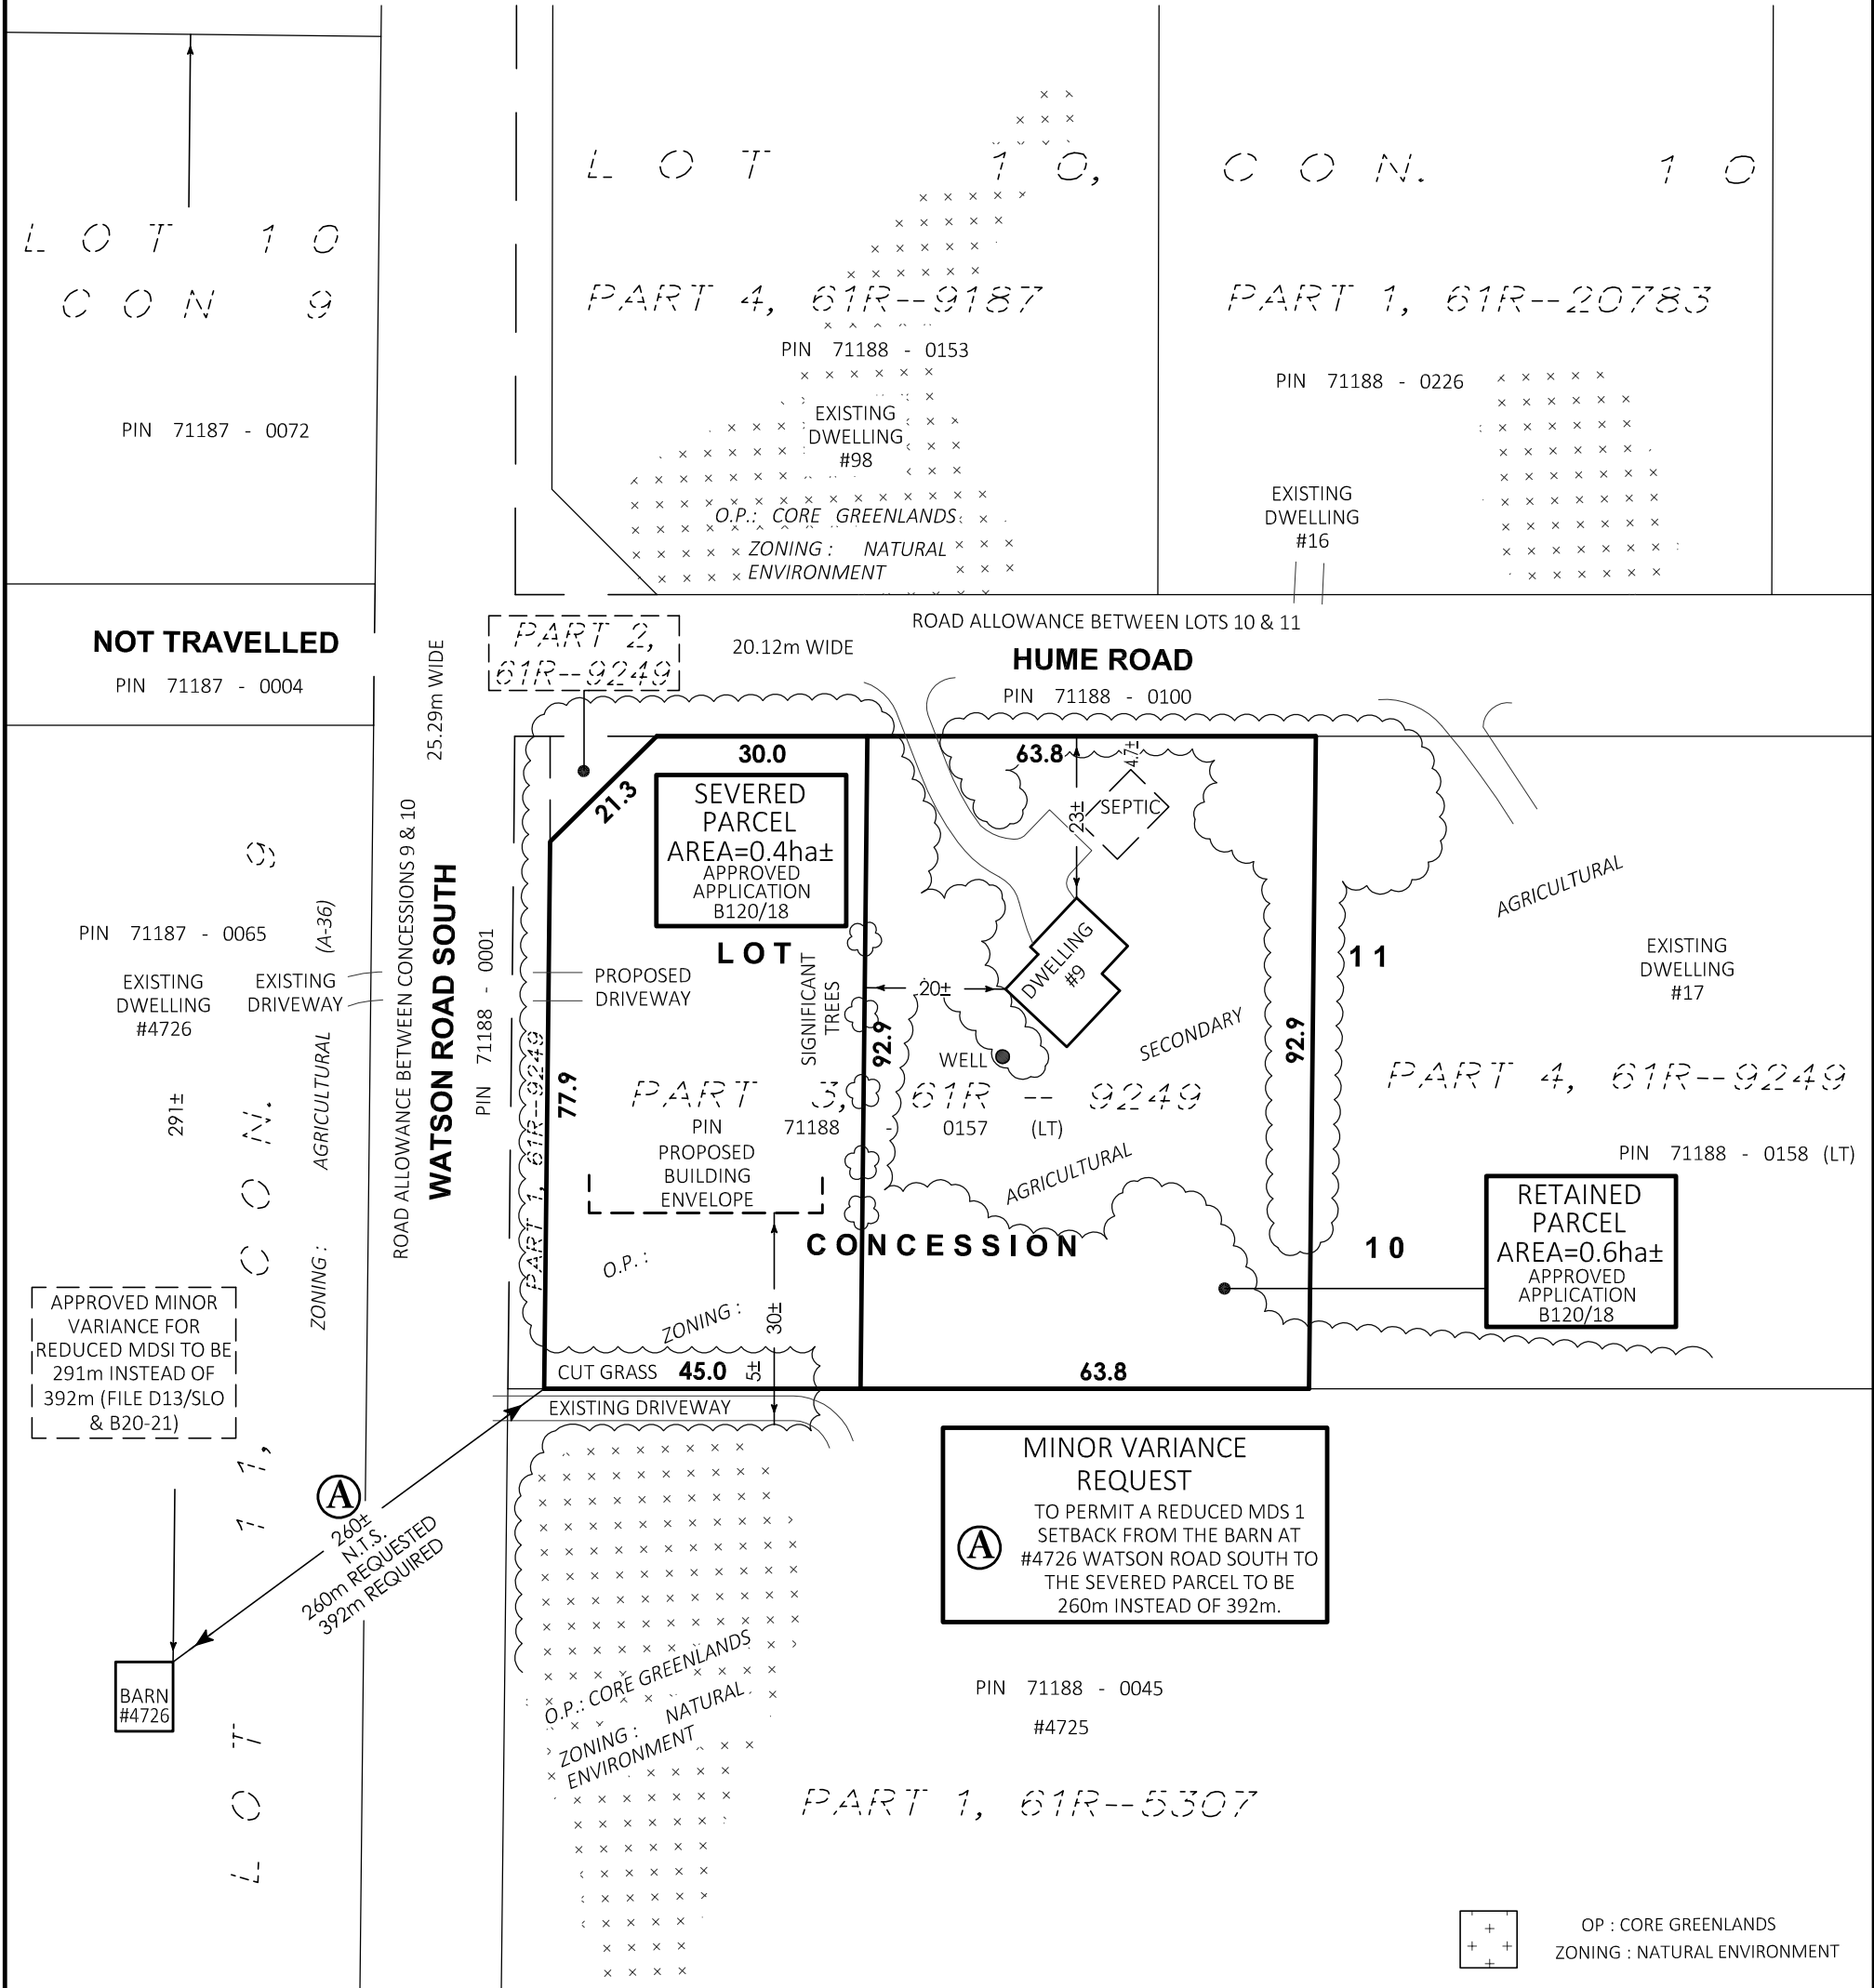 LOT 10
CON 9
PIN 71187 - 0072
LOT 10, CON. 10
PART 4, 61R--9187
PIN 71188 - 0153
EXISTING
DWELLING
#98
O.P.: CORE GREENLANDS
ZONING : NATURAL
ENVIRONMENT
PART 1, 61R--20783
PIN 71188 - 0226
EXISTING
DWELLING
#16
NOT TRAVELLED
PIN 71187 - 0004
25.29m WIDE
PART 2,
61R--9249
20.12m WIDE
ROAD ALLOWANCE BETWEEN LOTS 10 & 11
HUME ROAD
PIN 71188 - 0100
30.0
63.8
21.3
4.7±
23±
SEPTIC
SEVERED
PARCEL
AREA=0.4ha±
APPROVED
APPLICATION
B120/18
LOT
11
PIN 71187 - 0065
EXISTING
DWELLING
#4726
EXISTING
DRIVEWAY
291±
LOT 11, CON. 9
ZONING : AGRICULTURAL (A-36)
ROAD ALLOWANCE BETWEEN CONCESSIONS 9 & 10
WATSON ROAD SOUTH
PIN 71188 - 0001
PROPOSED
DRIVEWAY
SIGNIFICANT
TREES
20±
DWELLING
#9
WELL
AGRICULTURAL
EXISTING
DWELLING
#17
SECONDARY
AGRICULTURAL
92.9
92.9
77.9
PART 1, 61R--9249
PART 3, 61R -- 9249
PIN 71188 - 0157 (LT)
PROPOSED
BUILDING
ENVELOPE
PART 4, 61R--9249
PIN 71188 - 0158 (LT)
RETAINED
PARCEL
AREA=0.6ha±
APPROVED
APPLICATION
B120/18
CONCESSION
10
O.P. :
ZONING :
30±
5±
CUT GRASS
45.0
63.8
EXISTING DRIVEWAY
APPROVED MINOR
VARIANCE FOR
REDUCED MDSI TO BE
291m INSTEAD OF
392m (FILE D13/SLO
& B20-21)
A
260±
N.T.S.
260m REQUESTED
392m REQUIRED
BARN
#4726
MINOR VARIANCE
REQUEST
A
TO PERMIT A REDUCED MDS 1
SETBACK FROM THE BARN AT
#4726 WATSON ROAD SOUTH TO
THE SEVERED PARCEL TO BE
260m INSTEAD OF 392m.
O.P.: CORE GREENLANDS
ZONING : NATURAL
ENVIRONMENT
PIN 71188 - 0045
#4725
PART 1, 61R--5307
OP : CORE GREENLANDS
ZONING : NATURAL ENVIRONMENT